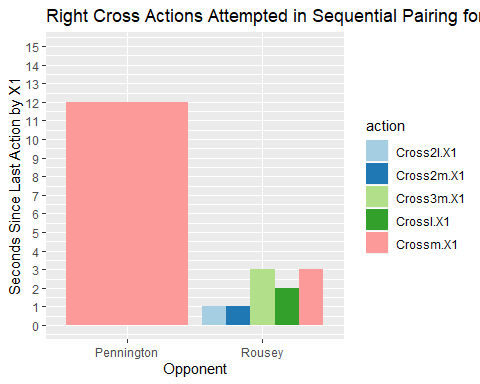 Right Cross Actions Attempted in Sequential Pairing for
Seconds Since Last Action by X1
15
14
13
12
11
10
9
8
7
6
5
4
3
2
1
0
Pennington
Rousey
Opponent
action
Cross2l.X1
Cross2m.X1
Cross3m.X1
Crossl.X1
Crossm.X1